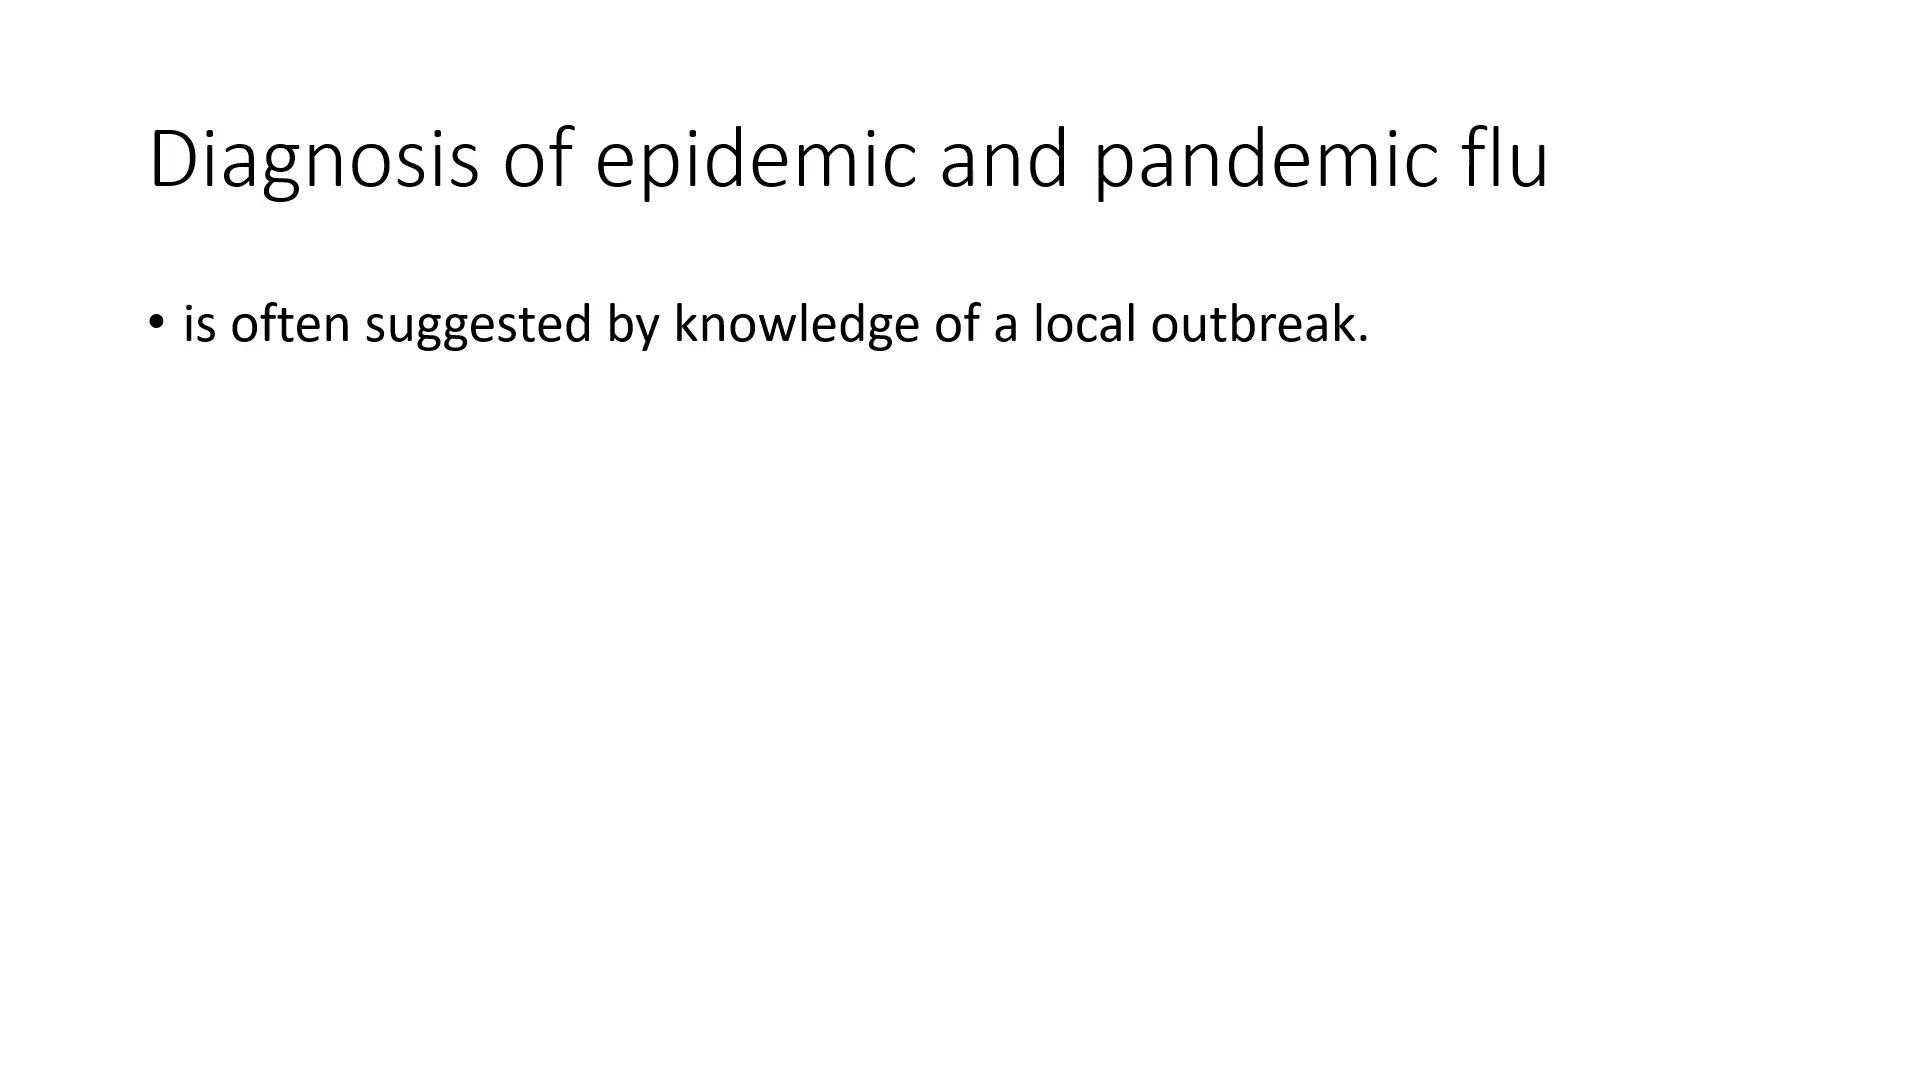 Diagnosis of epidemic and pandemic flu
• is often suggested by knowledge of a local outbreak.